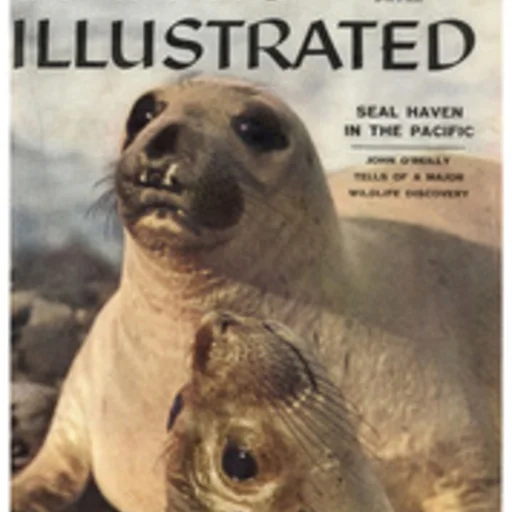 ILLUSTRATED
SEAL HAVEN
IN THE PACIFIC
JOHN O'REILLY
TELLS OF A MAJOR
WILDLIFE DISCOVERY